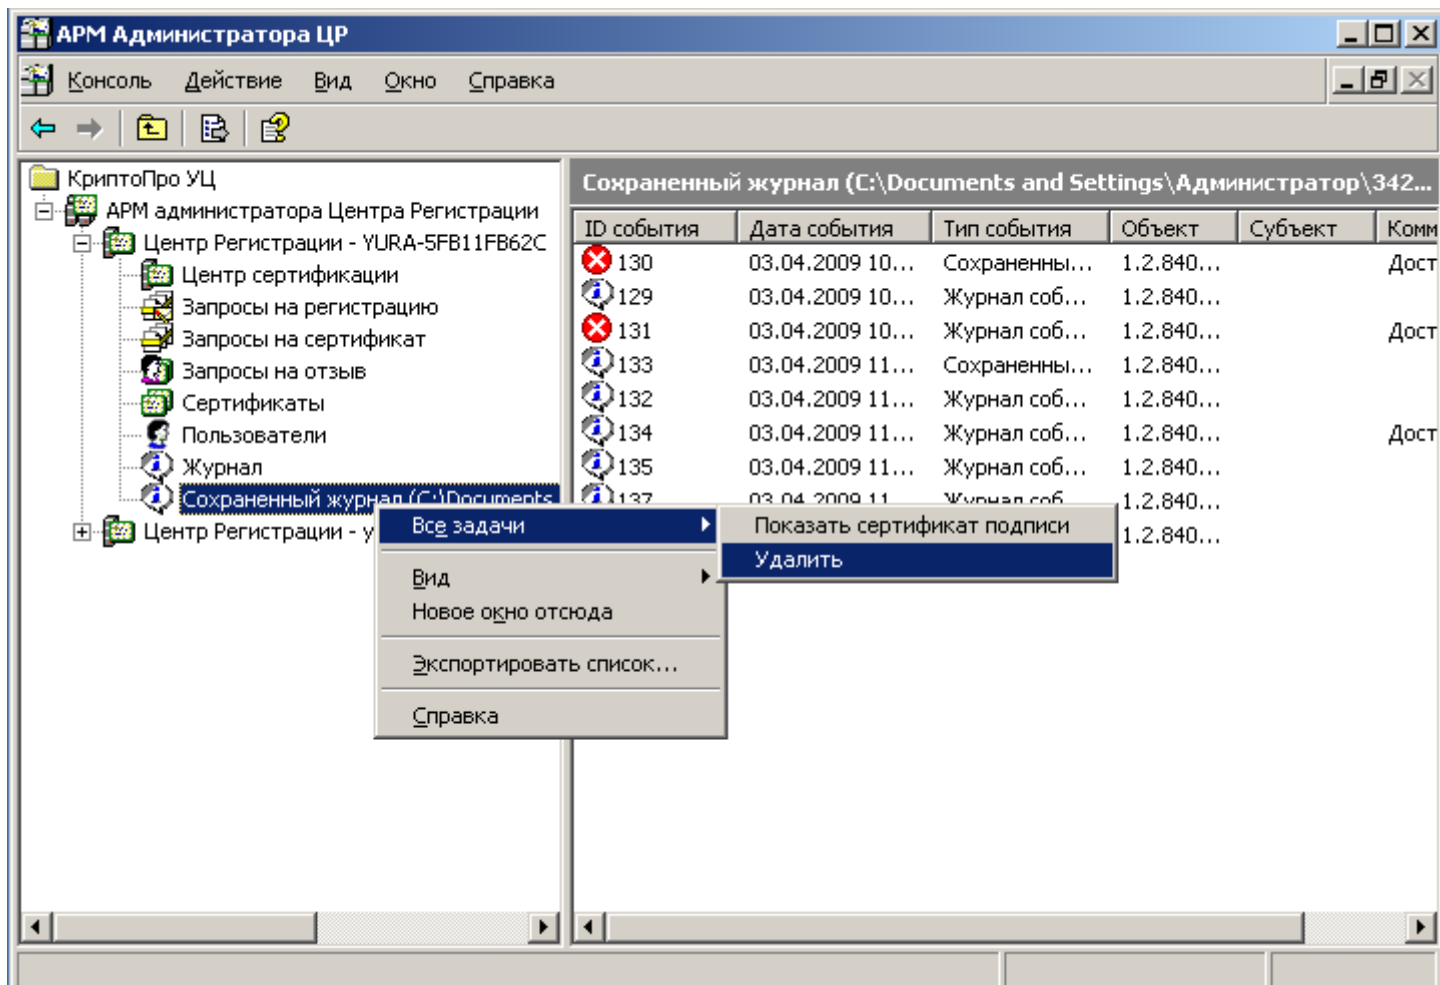 АРМ Администратора ЦР
Консоль Действие Вид Окно Справка
КриптоПро УЦ
АРМ администратора Центра Регистрации
Центр Регистрации - YURA-5FB11FB62C
Центр сертификации
Запросы на регистрацию
Запросы на сертификат
Запросы на отзыв
Сертификаты
Пользователи
Журнал
Сохраненный журнал (C:\Documents
Центр Регистрации - y
Сохраненный журнал (C:\Documents and Settings\Администратор\342...
ID события Дата события Тип события Объект Субъект Комм
130 03.04.2009 10... Сохраненны... 1.2.840... Дост
129 03.04.2009 10... Журнал соб... 1.2.840...
131 03.04.2009 10... Журнал соб... 1.2.840... Дост
133 03.04.2009 11... Сохраненны... 1.2.840...
132 03.04.2009 11... Журнал соб... 1.2.840...
134 03.04.2009 11... Журнал соб... 1.2.840... Дост
135 03.04.2009 11... Журнал соб... 1.2.840...
137 03.04.2009 11... Журнал соб... 1.2.840...
1.2.840...
Все задачи
Вид
Новое окно отсюда
Экспортировать список...
Справка
Показать сертификат подписи
Удалить